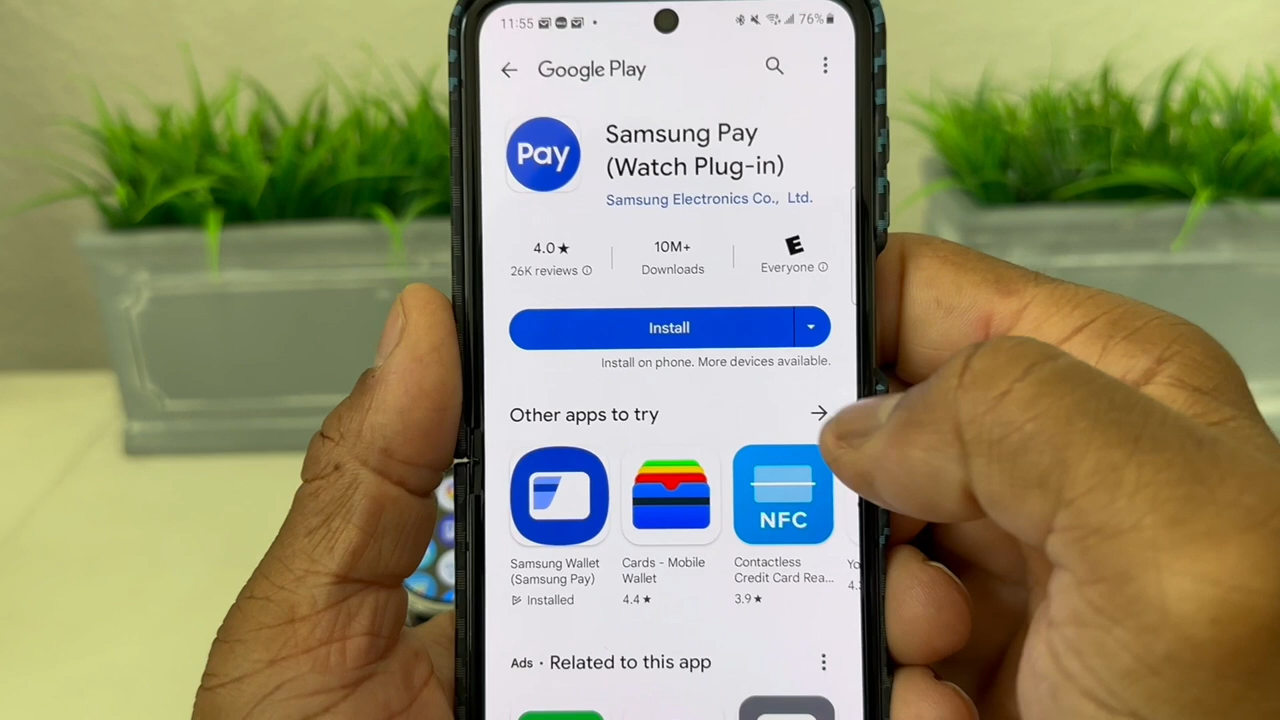 11:55
76%
Google Play
Pay
Samsung Pay
(Watch Plug-in)
Samsung Electronics Co., Ltd.
4.0★
10M+
E
26K reviews
Downloads
Everyone
Install
Install on phone. More devices available.
Other apps to try
NFC
Samsung Wallet
(Samsung Pay)
Installed
Cards - Mobile
Wallet
4.4★
Contactless
Credit Card Rea...
3.9★
Yo
4.
Ads · Related to this app